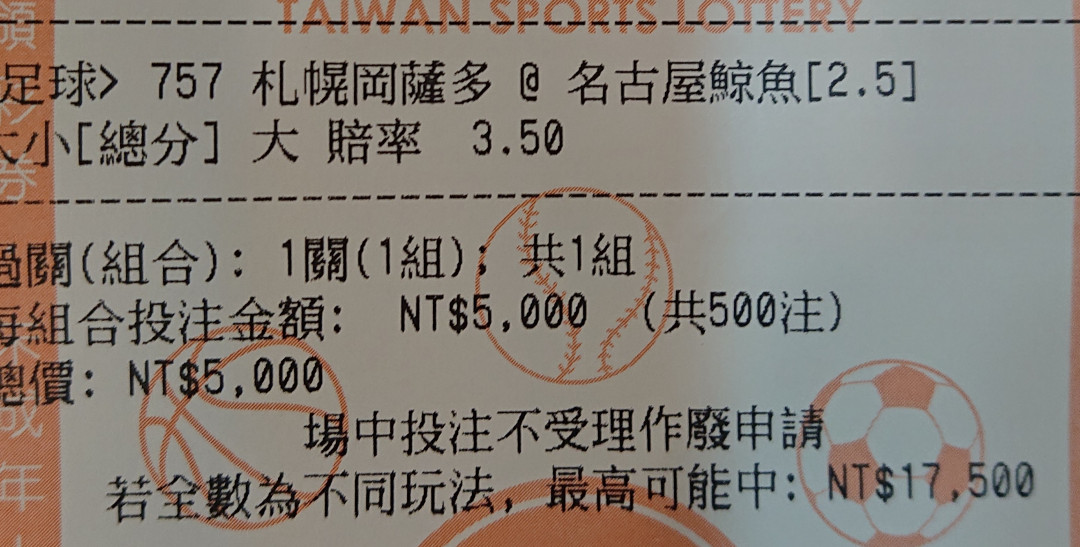 TAIWAN SPORTS LOTTERY
足球> 757 札幌岡薩多 @ 名古屋鯨魚[2.5]
大小[總分] 大 賠率 3.50
過關(組合): 1關(1組); 共1組
每組合投注金額: NT$5,000 (共500注)
總價: NT$5,000
場中投注不受理作廢申請
若全數為不同玩法, 最高可能中: NT$17,500